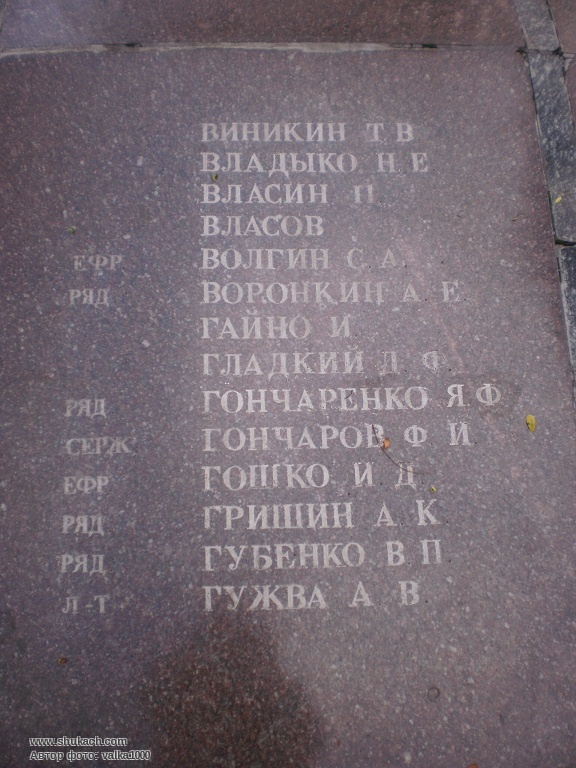 ВИНИКИН Т В
ВЛАДЫКО Н Е
ВЛАСИН П
ВЛАСОВ
ЕФР ВОЛГИН С А
РЯД ВОРОНКИН А Е
ГАЙНО И
ГЛАДКИЙ Д Ф
РЯД ГОНЧАРЕНКО Я Ф
СЕРЖ ГОНЧАРОВ Ф И
ЕФР ГОШКО И Д
РЯД ГРИШИН А К
РЯД ГУБЕНКО В П
Л-Т ГУЖВА А В
www.shukach.com
Автор фото: valka1000